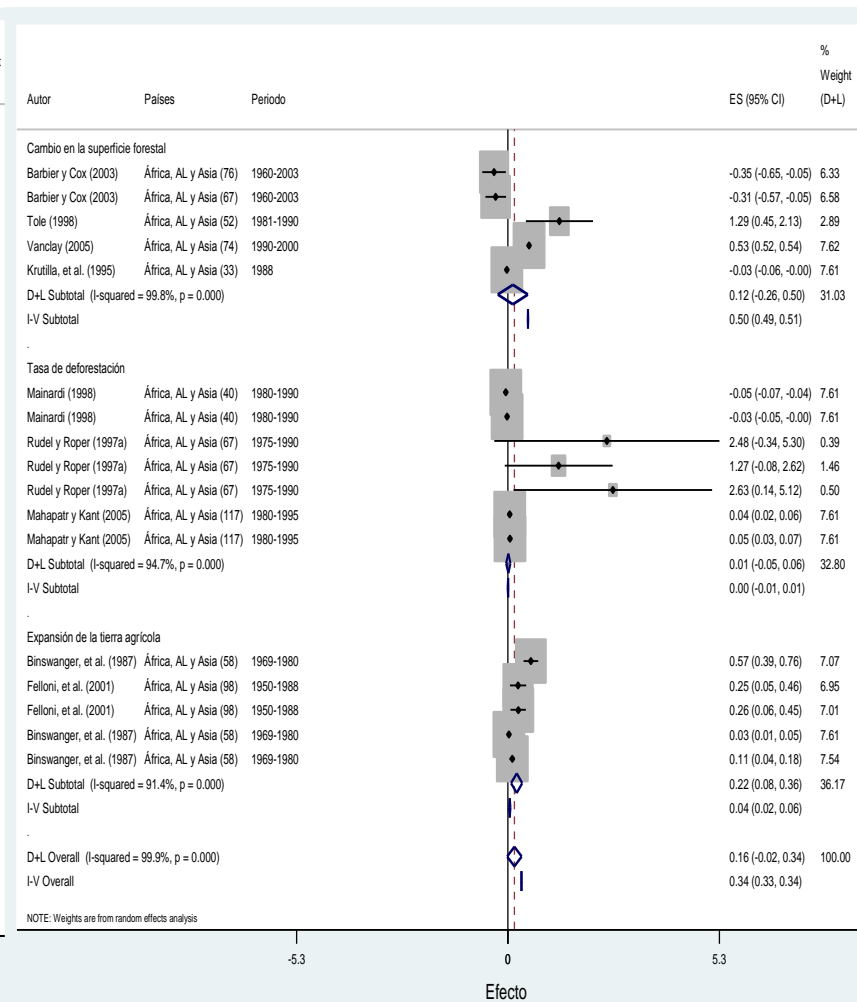 %
Weight
Autor Países Periodo ES (95% CI) (D+L)
Cambio en la superficie forestal
Barbier y Cox (2003) África, AL y Asia (76) 1960-2003 -0.35 (-0.65, -0.05) 6.33
Barbier y Cox (2003) África, AL y Asia (67) 1960-2003 -0.31 (-0.57, -0.05) 6.58
Tole (1998) África, AL y Asia (52) 1981-1990 1.29 (0.45, 2.13) 2.89
Vanclay (2005) África, AL y Asia (74) 1990-2000 0.53 (0.52, 0.54) 7.62
Krutilla, et al. (1995) África, AL y Asia (33) 1988 -0.03 (-0.06, -0.00) 7.61
D+L Subtotal (I-squared = 99.8%, p = 0.000) 0.12 (-0.26, 0.50) 31.03
I-V Subtotal 0.50 (0.49, 0.51)
.
Tasa de deforestación
Mainardi (1998) África, AL y Asia (40) 1980-1990 -0.05 (-0.07, -0.04) 7.61
Mainardi (1998) África, AL y Asia (40) 1980-1990 -0.03 (-0.05, -0.00) 7.61
Rudel y Roper (1997a) África, AL y Asia (67) 1975-1990 2.48 (-0.34, 5.30) 0.39
Rudel y Roper (1997a) África, AL y Asia (67) 1975-1990 1.27 (-0.08, 2.62) 1.46
Rudel y Roper (1997a) África, AL y Asia (67) 1975-1990 2.63 (0.14, 5.12) 0.50
Mahapatr y Kant (2005) África, AL y Asia (117) 1980-1995 0.04 (0.02, 0.06) 7.61
Mahapatr y Kant (2005) África, AL y Asia (117) 1980-1995 0.05 (0.03, 0.07) 7.61
D+L Subtotal (I-squared = 94.7%, p = 0.000) 0.01 (-0.05, 0.06) 32.80
I-V Subtotal 0.00 (-0.01, 0.01)
.
Expansión de la tierra agrícola
Binswanger, et al. (1987) África, AL y Asia (58) 1969-1980 0.57 (0.39, 0.76) 7.07
Felloni, et al. (2001) África, AL y Asia (98) 1950-1988 0.25 (0.05, 0.46) 6.95
Felloni, et al. (2001) África, AL y Asia (98) 1950-1988 0.26 (0.06, 0.45) 7.01
Binswanger, et al. (1987) África, AL y Asia (58) 1969-1980 0.03 (0.01, 0.05) 7.61
Binswanger, et al. (1987) África, AL y Asia (58) 1969-1980 0.11 (0.04, 0.18) 7.54
D+L Subtotal (I-squared = 91.4%, p = 0.000) 0.22 (0.08, 0.36) 36.17
I-V Subtotal 0.04 (0.02, 0.06)
.
D+L Overall (I-squared = 99.9%, p = 0.000) 0.16 (-0.02, 0.34) 100.00
I-V Overall 0.34 (0.33, 0.34)
NOTE: Weights are from random effects analysis
-5.3 0 5.3
Efecto